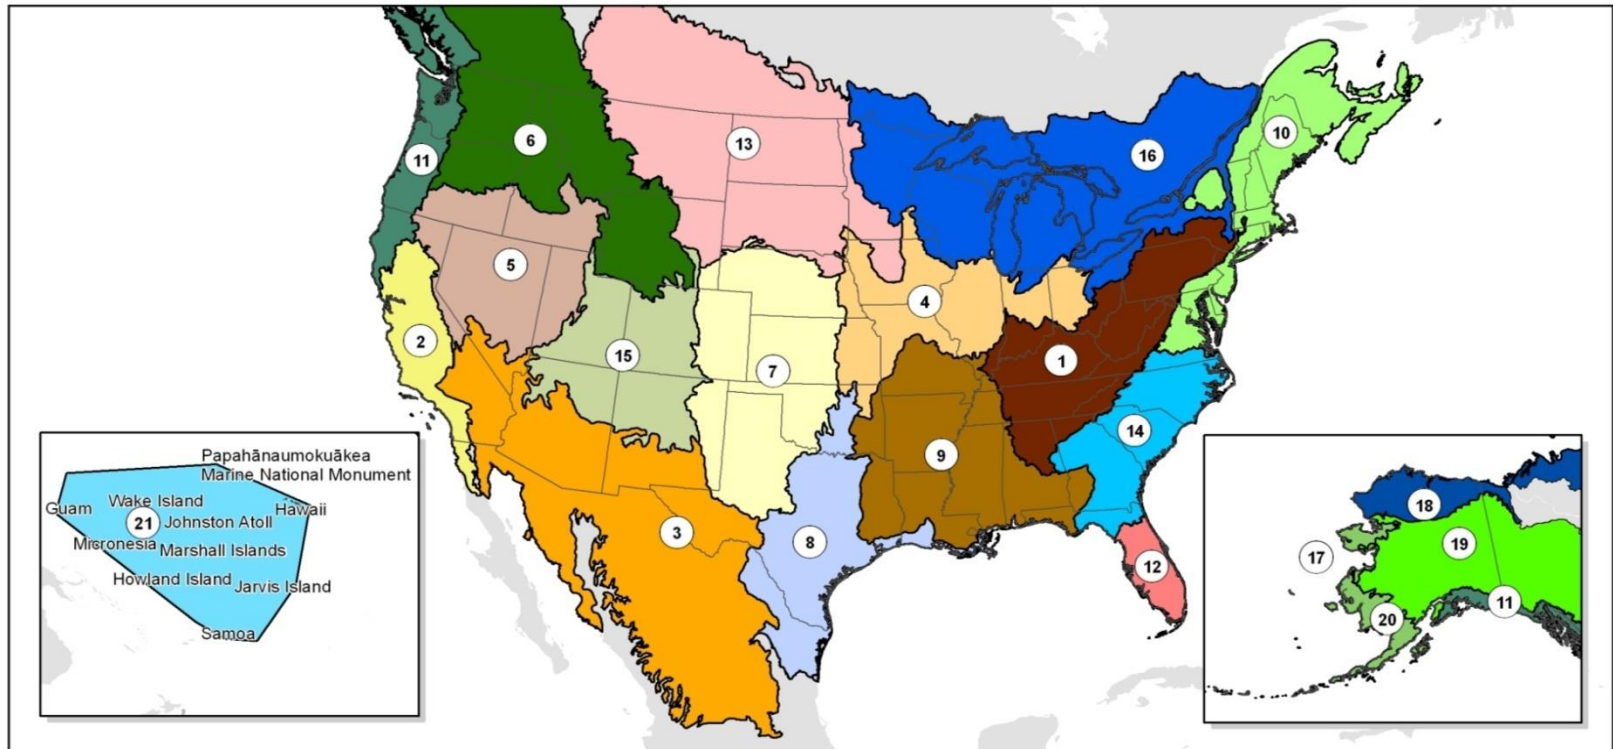 10
16
6
13
11
5
4
2
15
1
7
14
9
3
8
12
Papahānaumokuākea
Marine National Monument
Wake Island
Guam
Hawaii
21
Johnston Atoll
Micronesia
Marshall Islands
Howland Island
Jarvis Island
Samoa
18
19
17
11
20